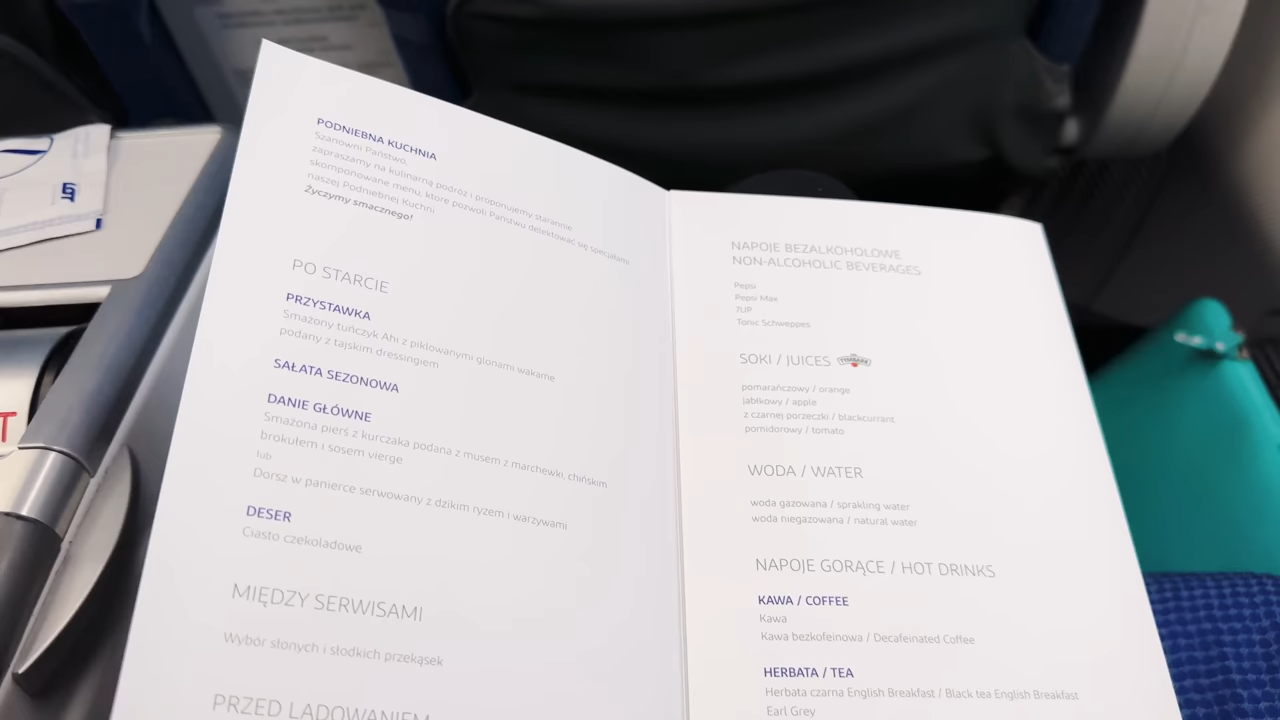 PODNIEBNA KUCHNIA
Szanowni Państwo,
zapraszamy na kulinarną podróż i proponujemy starannie
skomponowane menu, które pozwoli Państwu delektować się specjałami
naszej Podniebnej Kuchni
Życzymy smacznego!
PO STARCIE
PRZYSTAWKA
Smażony tuńczyk Ahi z piklowanymi glonami wakame
podany z tajskim dressingiem
SAŁATA SEZONOWA
DANIE GŁÓWNE
Smażona pierś z kurczaka podana z musem z marchewki, chińskim
brokułem i sosem vierge
lub
Dorsz w panierce serwowany z dzikim ryżem i warzywami
DESER
Ciasto czekoladowe
MIĘDZY SERWISAMI
Wybór słonych i słodkich przekąsek
PRZED LĄDOWANIEM
NAPOJE BEZALKOHOLOWE
NON-ALCOHOLIC BEVERAGES
Pepsi
Pepsi Max
7UP
Tonic Schweppes
SOKI / JUICES TYMBARK
pomarańczowy / orange
jabłkowy / apple
z czarnej porzeczki / blackcurrant
pomidorowy / tomato
WODA / WATER
woda gazowana / sprakling water
woda niegazowana / natural water
NAPOJE GORĄCE / HOT DRINKS
KAWA / COFFEE
Kawa
Kawa bezkofeinowa / Decafeinated Coffee
HERBATA / TEA
Herbata czarna English Breakfast / Black tea English Breakfast
Earl Grey